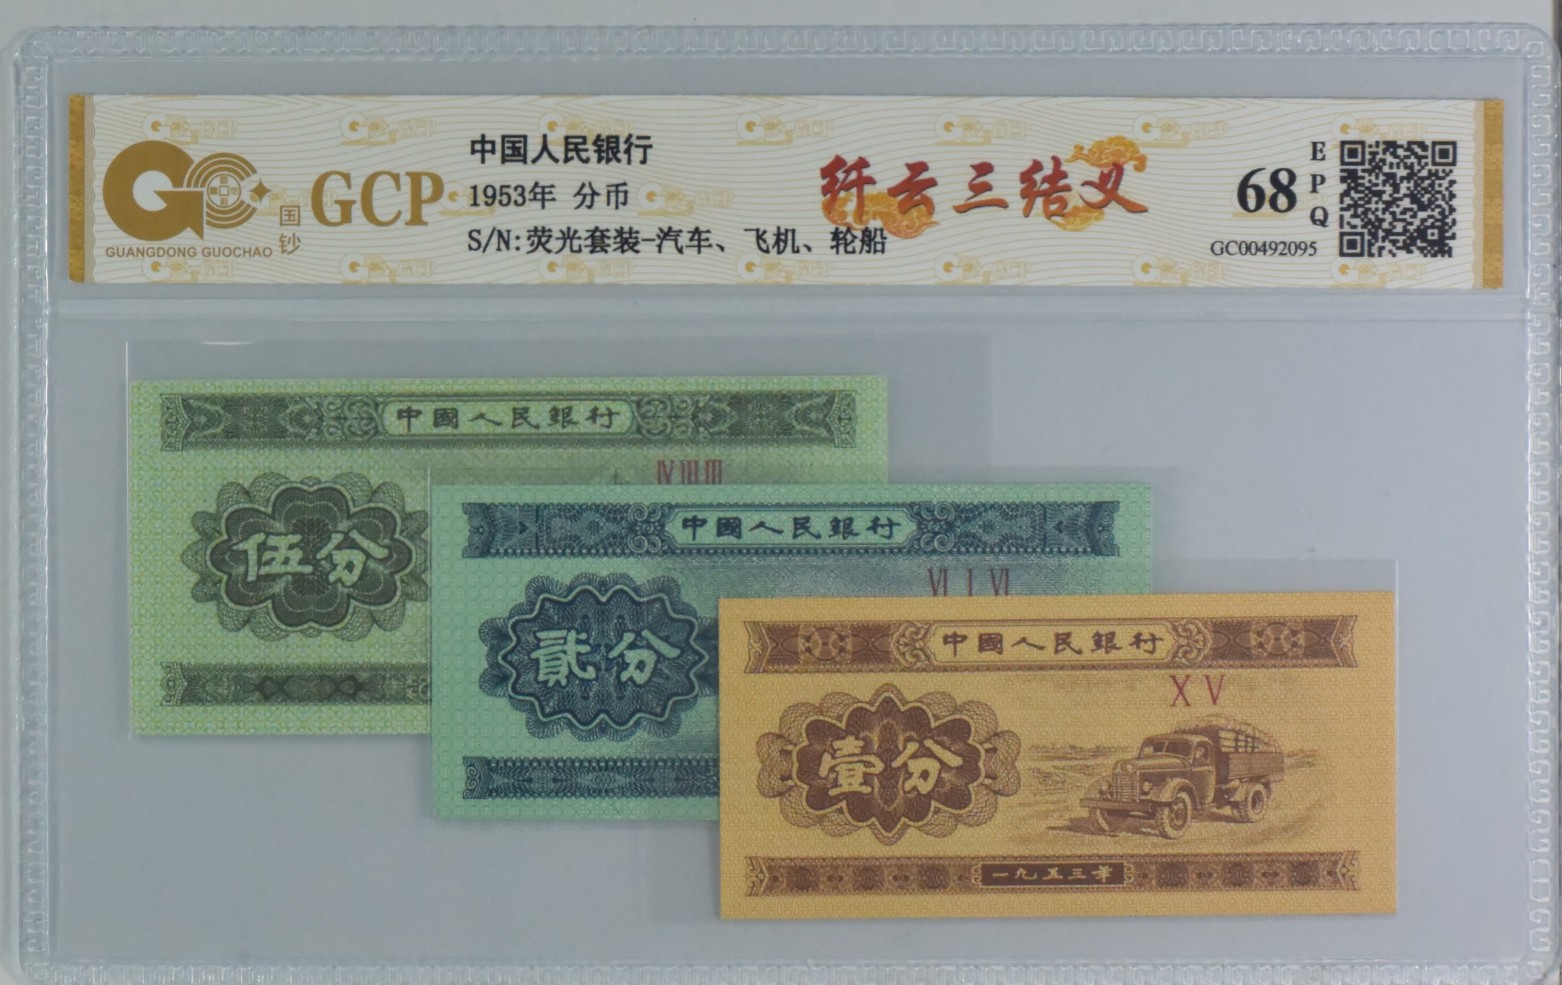 GCP
国钞
GUANGDONG GUOCHAO
中国人民银行
1953年 分币
S/N:荧光套装-汽车、飞机、轮船
纤云三结义
68
EPQ
GC00492095
中國人民銀行
IV III III
伍分
中國人民銀行
VI I VI
貳分
中國人民銀行
X V
壹分
一九五三年